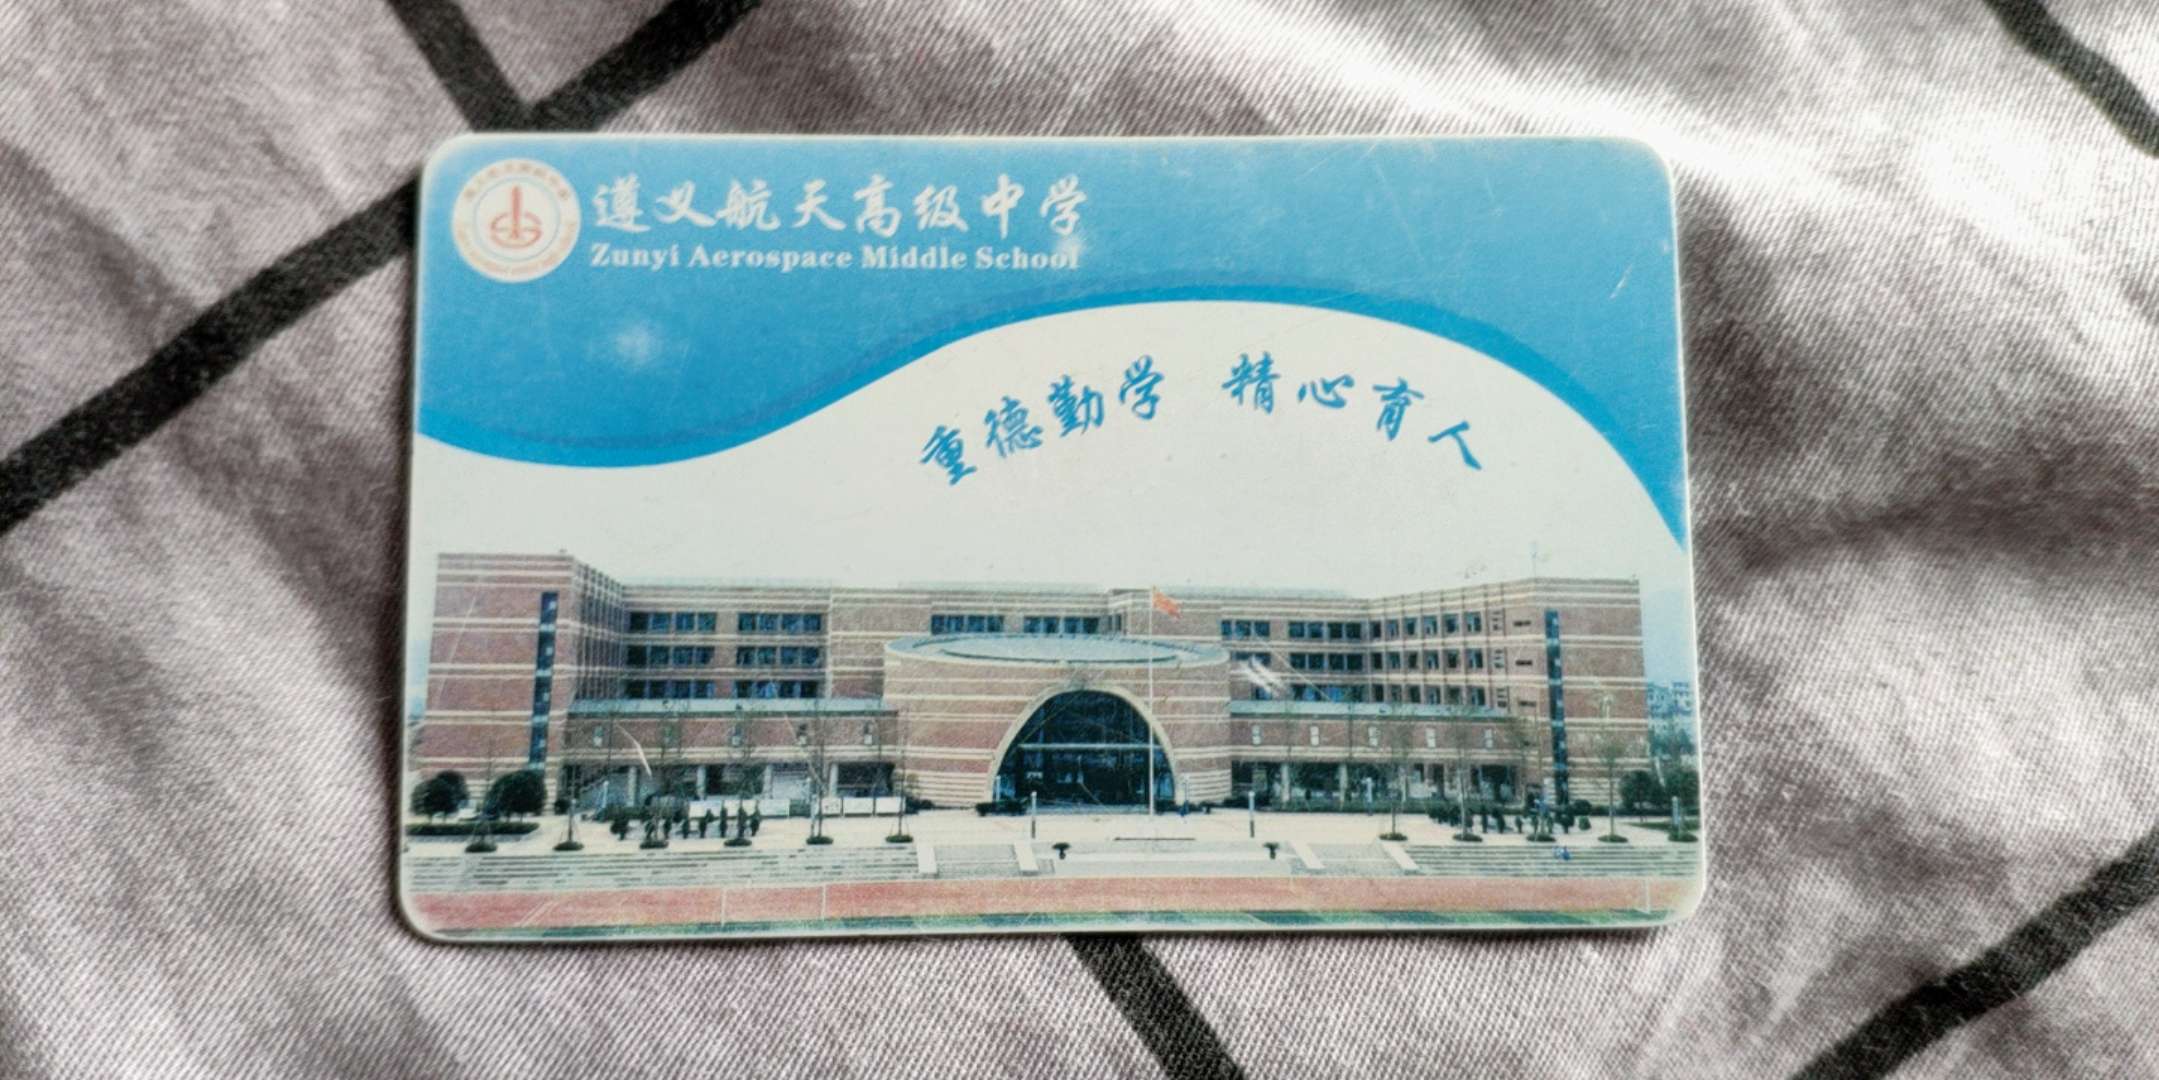 遵义航天高级中学
Zunyi Aerospace Middle School
重德勤学 精心育人